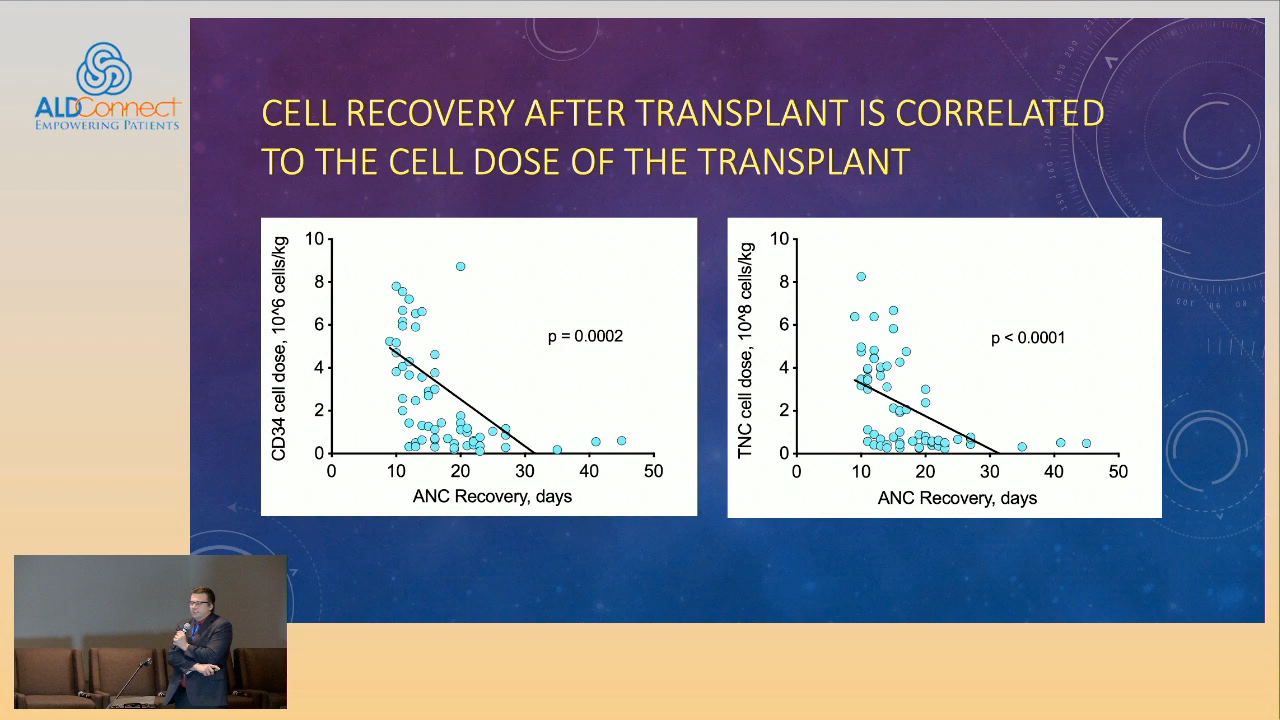 ALDConnect
EMPOWERING PATIENTS
CELL RECOVERY AFTER TRANSPLANT IS CORRELATED
TO THE CELL DOSE OF THE TRANSPLANT
CD34 cell dose, 10^6 cells/kg
10
8
6
4
2
0
p = 0.0002
0 10 20 30 40 50
ANC Recovery, days
TNC cell dose, 10^8 cells/kg
10
8
6
4
2
0
p < 0.0001
0 10 20 30 40 50
ANC Recovery, days